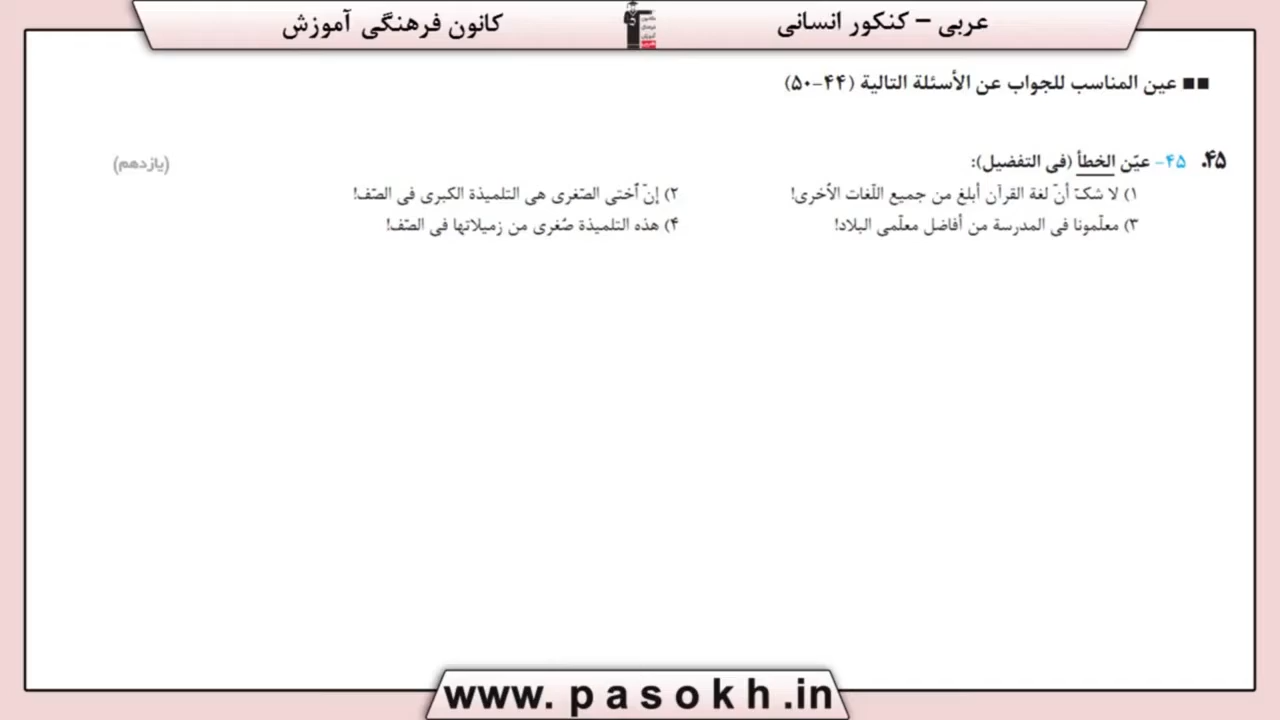 عربی – کنکور انسانی
کانون فرهنگی آموزش
■■ عین المناسب للجواب عن الأسئلة التالیة (۴۴-۵۰)
۴۵. ۴۵- عیّن الخطأ (فی التفضیل): (یازدهم)
۱) لا شکّ أنّ لغة القرآن أبلغ من جمیع اللّغات الأخری! ۲) إنّ أختی الصّغری هی التلمیذة الکبری فی الصّف!
۳) معلّمونا فی المدرسة من أفاضل معلّمی البلاد! ۴) هذه التلمیذة صُغری من زمیلاتها فی الصّف!
www. p a s o k h .in